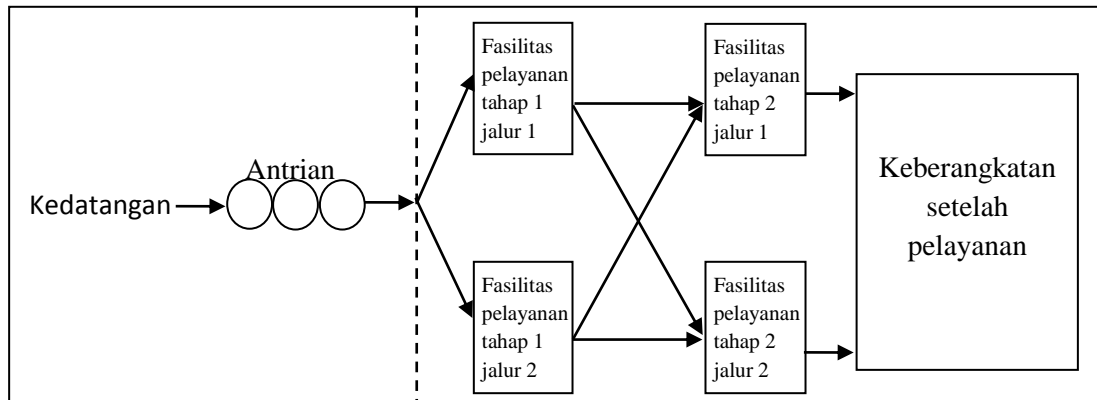 Kedatangan
Antrian
Fasilitas
pelayanan
tahap 1
jalur 1
Fasilitas
pelayanan
tahap 1
jalur 2
Fasilitas
pelayanan
tahap 2
jalur 1
Fasilitas
pelayanan
tahap 2
jalur 2
Keberangkatan
setelah
pelayanan